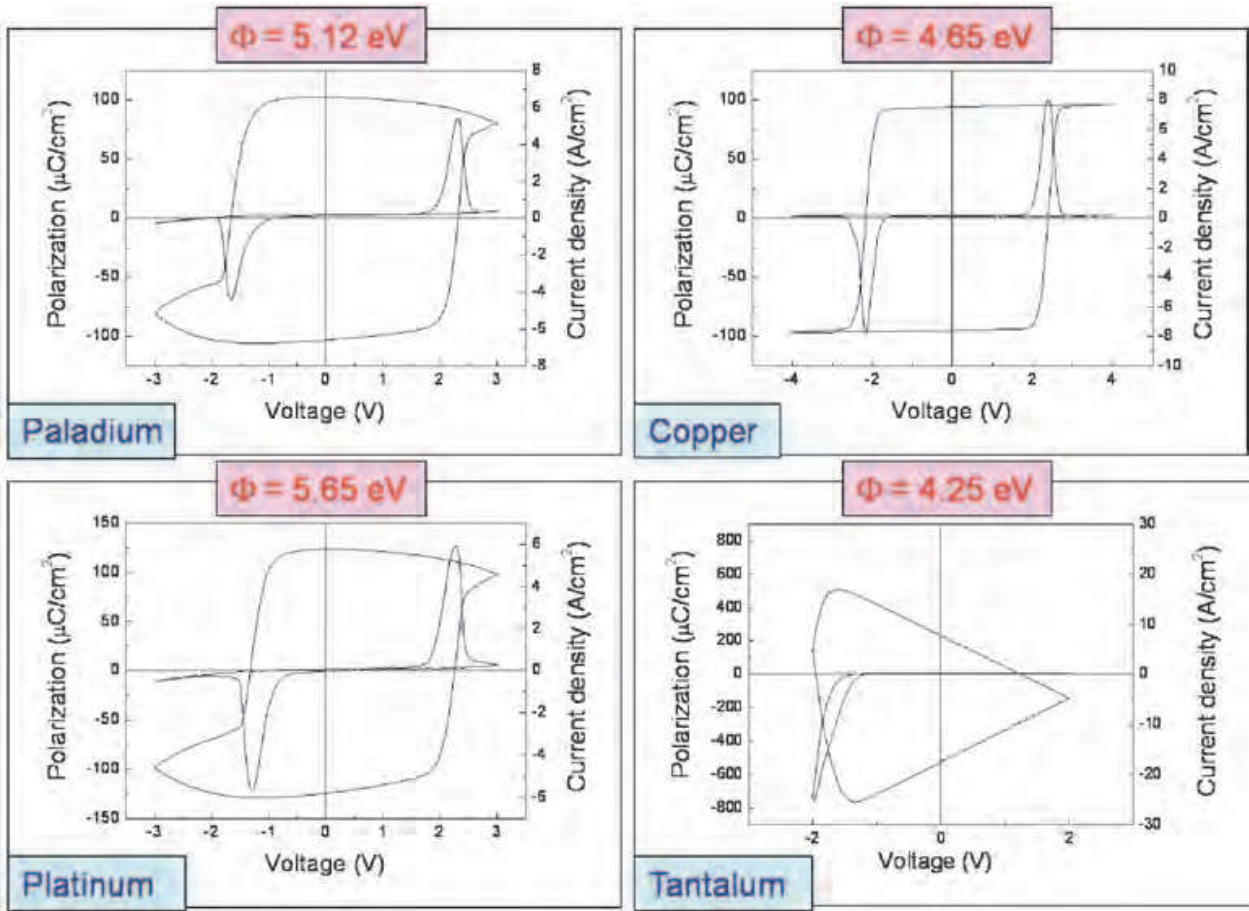 Φ = 5.12 eV
Polarization (µC/cm²)
100
50
0
-50
-100
8
6
4
2
0
-2
-4
-6
-8
Current density (A/cm²)
-3 -2 -1 0 1 2 3
Voltage (V)
Paladium
Φ = 4.65 eV
Polarization (µC/cm²)
100
50
0
-50
-100
10
8
6
4
2
0
-2
-4
-6
-8
-10
Current density (A/cm²)
-4 -2 0 2 4
Voltage (V)
Copper
Φ = 5.65 eV
Polarization (µC/cm²)
150
100
50
0
-50
-100
-150
6
4
2
0
-2
-4
-6
Current density (A/cm²)
-3 -2 -1 0 1 2 3
Voltage (V)
Platinum
Φ = 4.25 eV
Polarization (µC/cm²)
800
600
400
200
0
-200
-400
-600
-800
30
20
10
0
-10
-20
-30
Current density (A/cm²)
-2 0 2
Voltage (V)
Tantalum